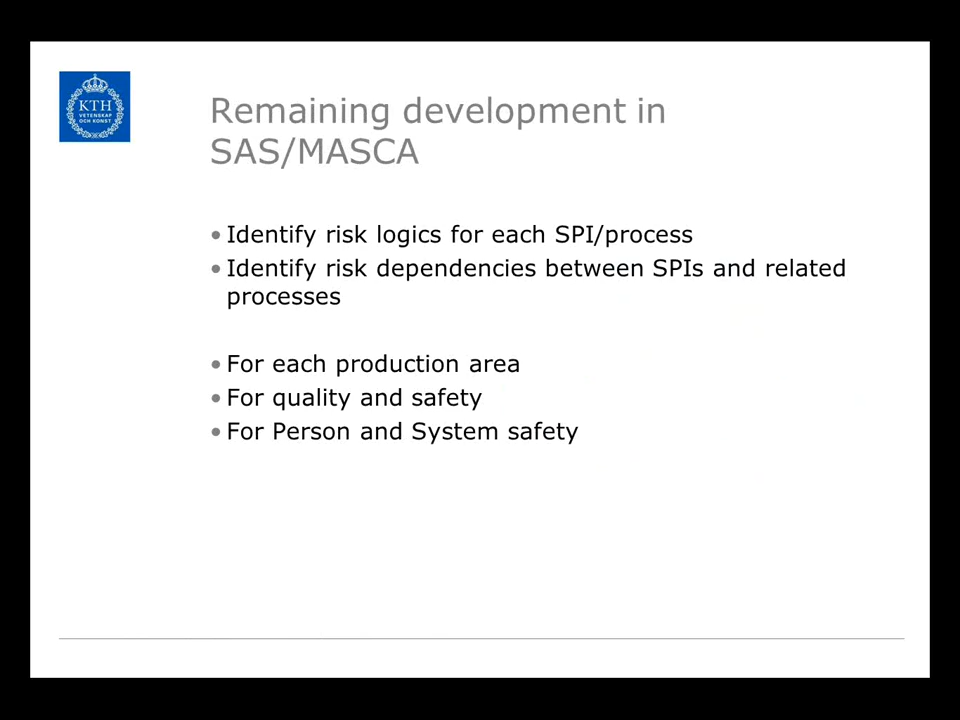 KTH
VETENSKAP
OCH KONST
Remaining development in
SAS/MASCA
• Identify risk logics for each SPI/process
• Identify risk dependencies between SPIs and related
processes
• For each production area
• For quality and safety
• For Person and System safety